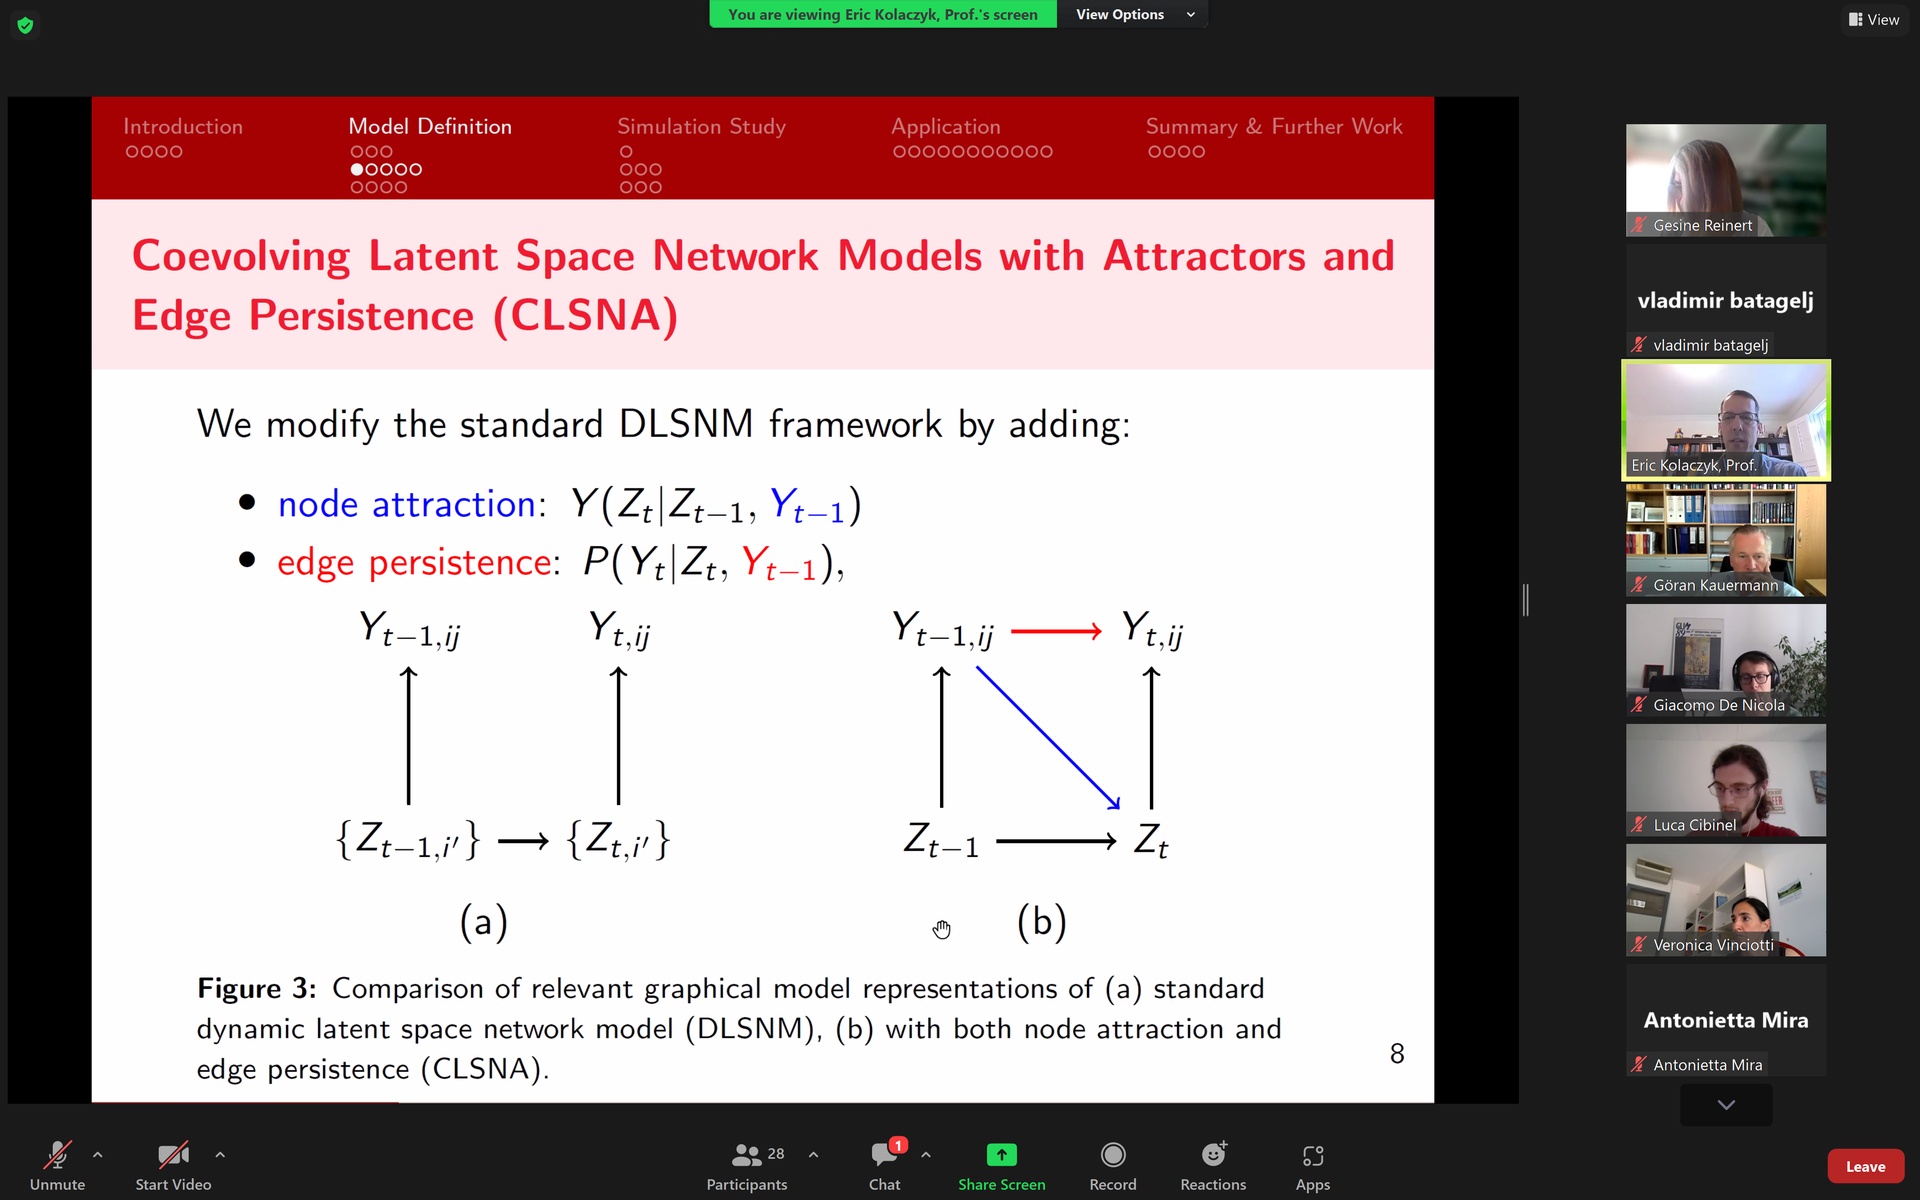 You are viewing Eric Kolaczyk, Prof.'s screen
View Options
View
Introduction
Model Definition
Simulation Study
Application
Summary & Further Work
Coevolving Latent Space Network Models with Attractors and
Edge Persistence (CLSNA)
We modify the standard DLSNM framework by adding:
• node attraction: Y(Z_t|Z_{t−1}, Y_{t−1})
• edge persistence: P(Y_t|Z_t, Y_{t−1}),
Y_{t−1,ij} Y_{t,ij}
Y_{t−1,ij} → Y_{t,ij}
{Z_{t−1,i′}} → {Z_{t,i′}}
Z_{t−1} → Z_t
(a)
(b)
Figure 3: Comparison of relevant graphical model representations of (a) standard
dynamic latent space network model (DLSNM), (b) with both node attraction and
edge persistence (CLSNA).
8
Gesine Reinert
vladimir batagelj
vladimir batagelj
Eric Kolaczyk, Prof.
Göran Kauermann
Giacomo De Nicola
Luca Cibinel
Veronica Vinciotti
Antonietta Mira
Antonietta Mira
Unmute
Start Video
28
Participants
1
Chat
Share Screen
Record
Reactions
Apps
Leave